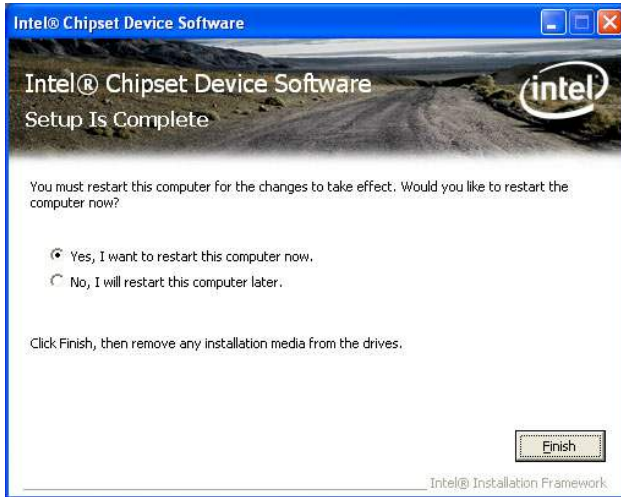 Intel® Chipset Device Software
Intel® Chipset Device Software
intel
Setup Is Complete
You must restart this computer for the changes to take effect. Would you like to restart the
computer now?
Yes, I want to restart this computer now.
No, I will restart this computer later.
Click Finish, then remove any installation media from the drives.
Finish
Intel® Installation Framework